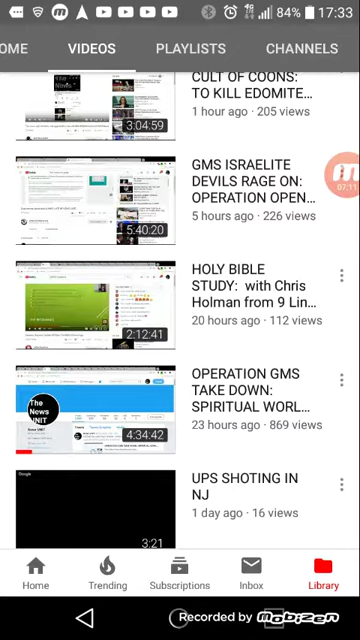 84% 17:33
OME VIDEOS PLAYLISTS CHANNELS
CULT OF COONS:
TO KILL EDOMITE...
1 hour ago · 205 views
3:04:59
GMS ISRAELITE
DEVILS RAGE ON:
OPERATION OPEN...
5 hours ago · 226 views
5:40:20
07:11
HOLY BIBLE
STUDY: with Chris
Holman from 9 Lin...
20 hours ago · 112 views
2:12:41
OPERATION GMS
TAKE DOWN:
SPIRITUAL WORL...
23 hours ago · 869 views
The
News
UNIT
4:34:42
UPS SHOTING IN
NJ
1 day ago · 16 views
3:21
Home Trending Subscriptions Inbox Library
Recorded by Mobizen